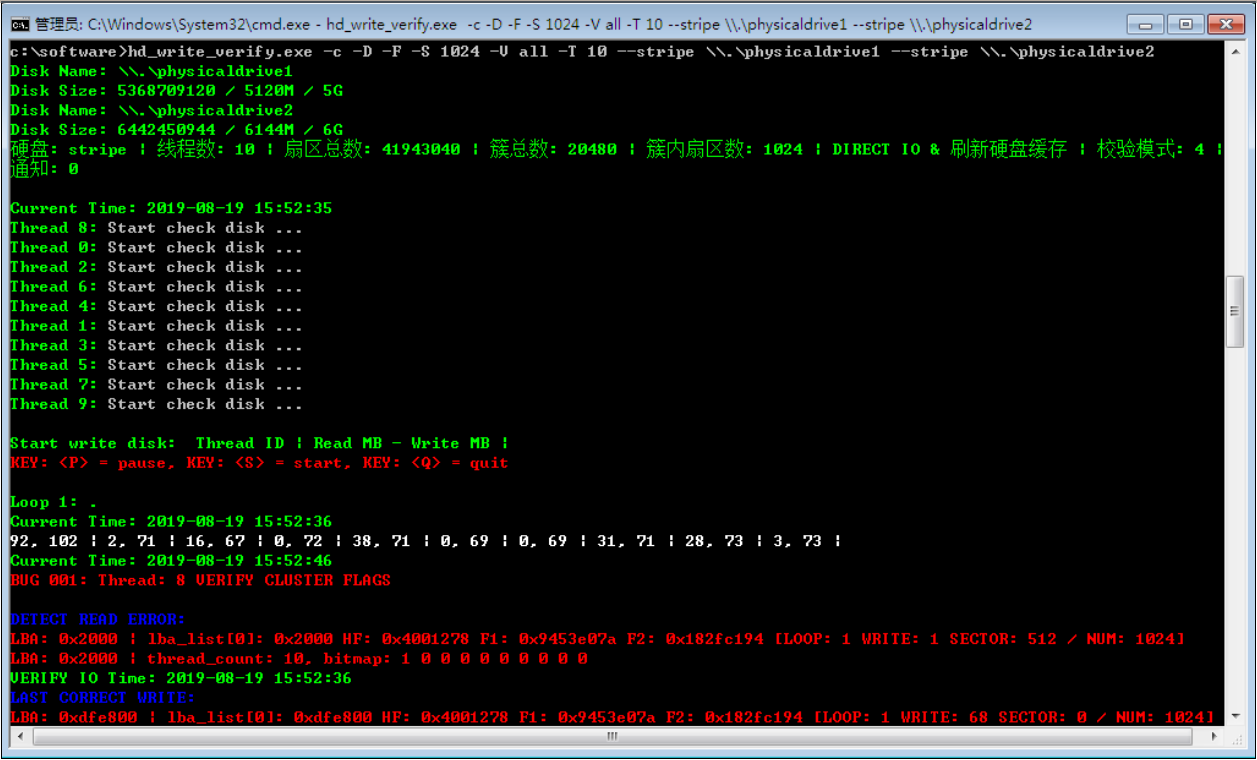 管理员: C:\Windows\System32\cmd.exe - hd_write_verify.exe -c -D -F -S 1024 -V all -T 10 --stripe \\.\physicaldrive1 --stripe \\.\physicaldrive2
c:\software>hd_write_verify.exe -c -D -F -S 1024 -V all -T 10 --stripe \\.\physicaldrive1 --stripe \\.\physicaldrive2
Disk Name: \\.\physicaldrive1
Disk Size: 5368709120 / 5120M / 5G
Disk Name: \\.\physicaldrive2
Disk Size: 6442450944 / 6144M / 6G
硬盘: stripe ¦ 线程数: 10 ¦ 扇区总数: 41943040 ¦ 簇总数: 20480 ¦ 簇内扇区数: 1024 ¦ DIRECT IO & 刷新硬盘缓存 ¦ 校验模式: 4 ¦
通知: 0
Current Time: 2019-08-19 15:52:35
Thread 8: Start check disk ...
Thread 0: Start check disk ...
Thread 2: Start check disk ...
Thread 6: Start check disk ...
Thread 4: Start check disk ...
Thread 1: Start check disk ...
Thread 3: Start check disk ...
Thread 5: Start check disk ...
Thread 7: Start check disk ...
Thread 9: Start check disk ...
Start write disk:  Thread ID ¦ Read MB - Write MB ¦
KEY: <P> = pause, KEY: <S> = start, KEY: <Q> = quit
Loop 1: .
Current Time: 2019-08-19 15:52:36
92, 102 ¦ 2, 71 ¦ 16, 67 ¦ 0, 72 ¦ 38, 71 ¦ 0, 69 ¦ 0, 69 ¦ 31, 71 ¦ 28, 73 ¦ 3, 73 ¦
Current Time: 2019-08-19 15:52:46
BUG 001: Thread: 8 VERIFY CLUSTER FLAGS
DETECT READ ERROR:
LBA: 0x2000 ¦ lba_list[0]: 0x2000 HF: 0x4001278 F1: 0x9453e07a F2: 0x182fc194 [LOOP: 1 WRITE: 1 SECTOR: 512 / NUM: 1024]
LBA: 0x2000 ¦ thread_count: 10, bitmap: 1 0 0 0 0 0 0 0 0 0
VERIFY IO Time: 2019-08-19 15:52:36
LAST CORRECT WRITE:
LBA: 0xdfe800 ¦ lba_list[0]: 0xdfe800 HF: 0x4001278 F1: 0x9453e07a F2: 0x182fc194 [LOOP: 1 WRITE: 68 SECTOR: 0 / NUM: 1024]